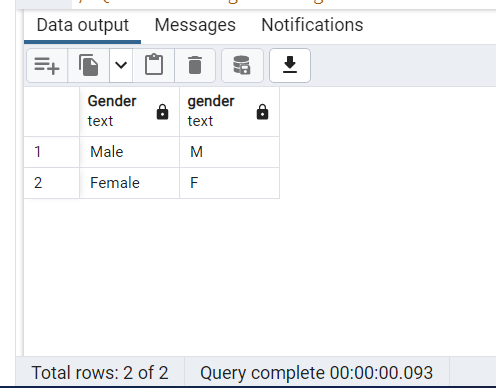 Data output Messages Notifications
Gender gender
text text
1 Male M
2 Female F
Total rows: 2 of 2 Query complete 00:00:00.093